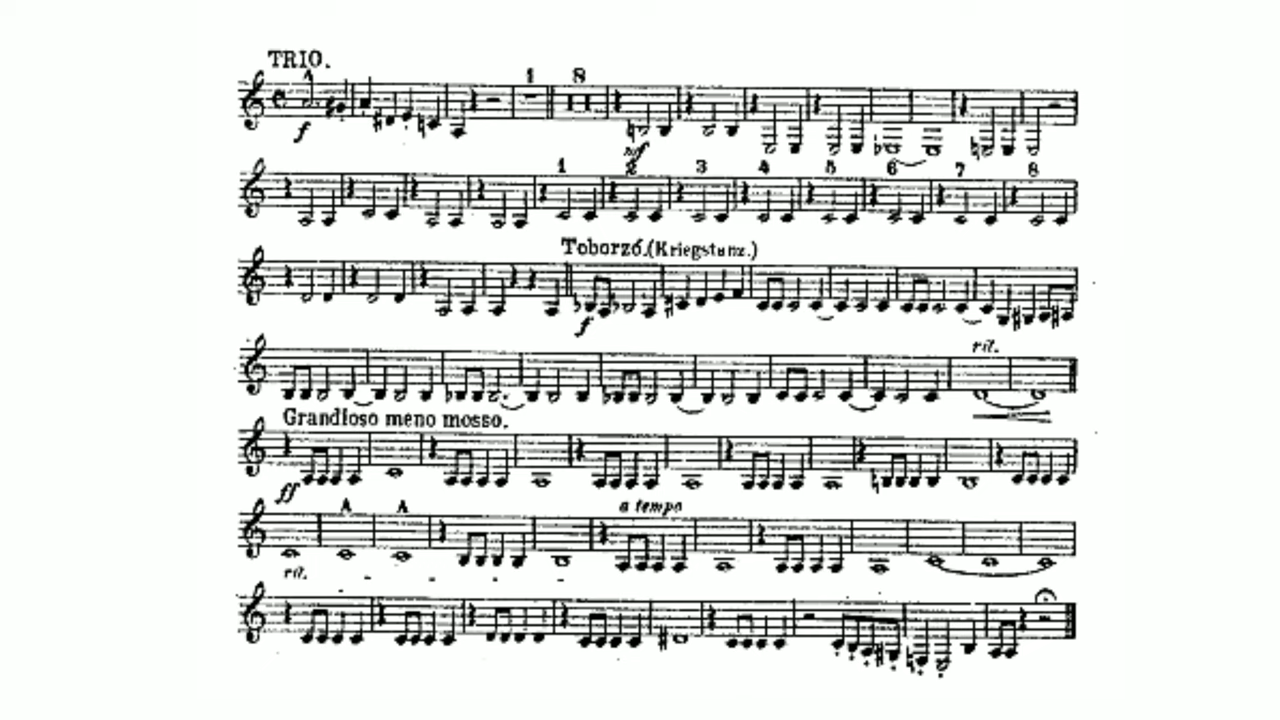 TRIO.
1 8
f
mf
1 2 3 4 5 6 7 8
Toborzó.(Kriegstanz.)
f
rit.
Grandioso meno mosso.
ff
a tempo
rit.